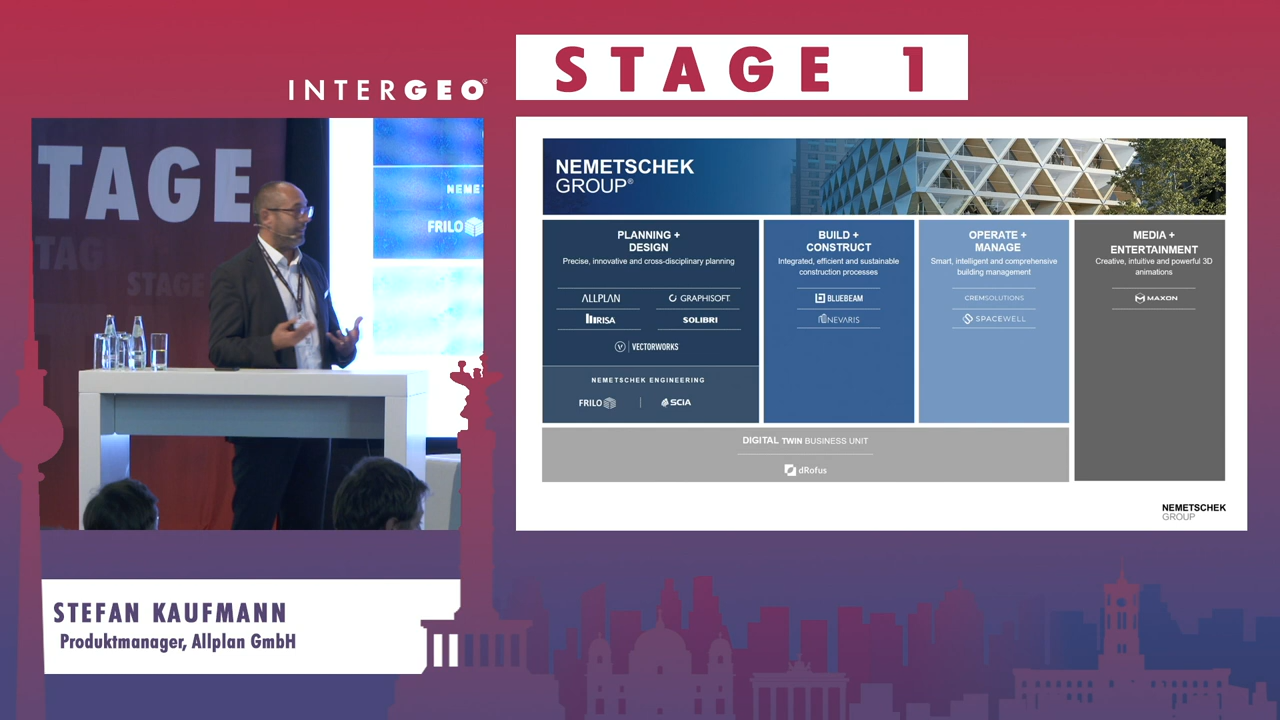 STAGE 1
INTERGEO®
TAGE
TAG
STAGE
NEMET
FRILO
NEMETSCHEK
GROUP®
PLANNING +
DESIGN
Precise, innovative and cross-disciplinary planning
ALLPLAN
GRAPHISOFT
RISA
SOLIBRI
VECTORWORKS
NEMETSCHEK ENGINEERING
FRILO
SCIA
BUILD +
CONSTRUCT
Integrated, efficient and sustainable
construction processes
BLUEBEAM
NEVARIS
OPERATE +
MANAGE
Smart, intelligent and comprehensive
building management
CREMSOLUTIONS
SPACEWELL
MEDIA +
ENTERTAINMENT
Creative, intuitive and powerful 3D
animations
MAXON
DIGITAL TWIN BUSINESS UNIT
dRofus
NEMETSCHEK
GROUP
STEFAN KAUFMANN
Produktmanager, Allplan GmbH